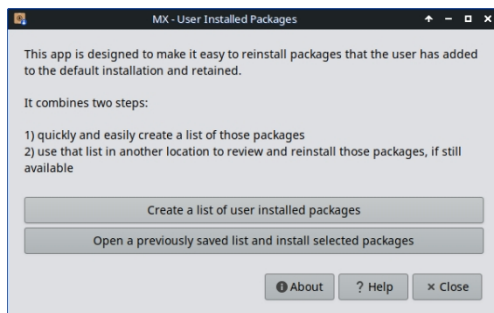 MX - User Installed Packages
This app is designed to make it easy to reinstall packages that the user has added
to the default installation and retained.
It combines two steps:
1) quickly and easily create a list of those packages
2) use that list in another location to review and reinstall those packages, if still
available
Create a list of user installed packages
Open a previously saved list and install selected packages
About ? Help × Close